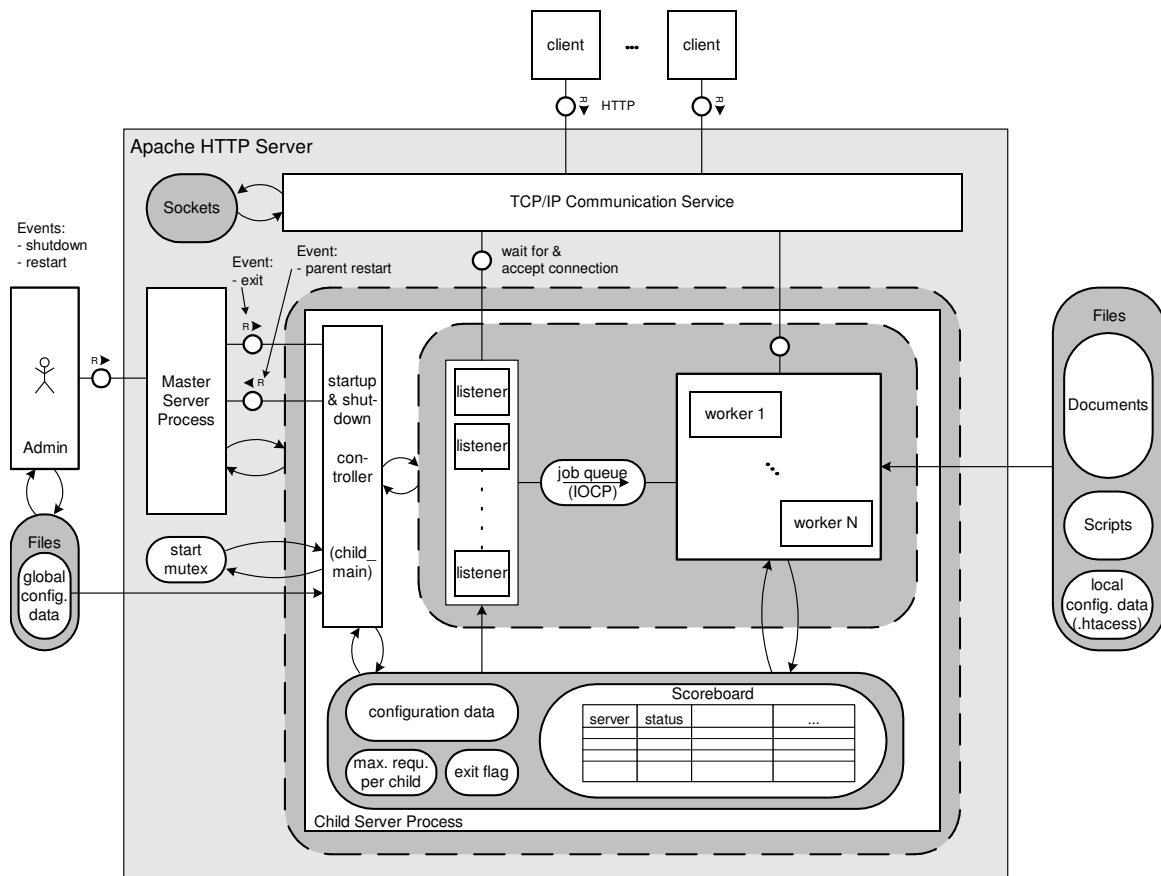 client
...
client
R
HTTP
R
Apache HTTP Server
TCP/IP Communication Service
Sockets
Events:
- shutdown
- restart
Event:
- exit
Event:
- parent restart
wait for &
accept connection
R
R
R
Admin
Master
Server
Process
startup
& shut-
down
con-
troller
(child_
main)
listener
listener
listener
job queue
(IOCP)
worker 1
worker N
Files
Documents
Scripts
local
config. data
(.htacess)
Files
global
config.
data
start
mutex
configuration data
max. requ.
per child
exit flag
Scoreboard
server
status
...
Child Server Process